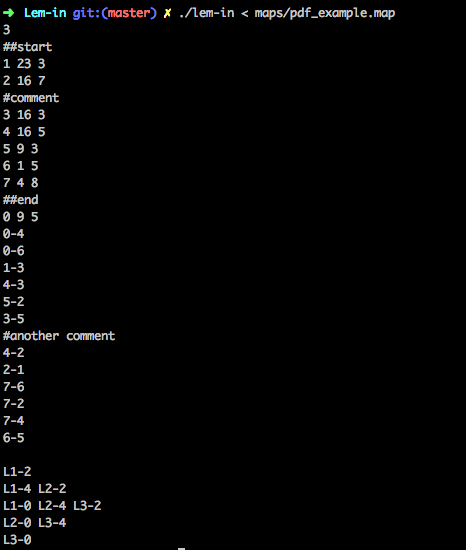 ➜ Lem-in git:(master) ✗ ./lem-in < maps/pdf_example.map
3
##start
1 23 3
2 16 7
#comment
3 16 3
4 16 5
5 9 3
6 1 5
7 4 8
##end
0 9 5
0-4
0-6
1-3
4-3
5-2
3-5
#another comment
4-2
2-1
7-6
7-2
7-4
6-5

L1-2
L1-4 L2-2
L1-0 L2-4 L3-2
L2-0 L3-4
L3-0